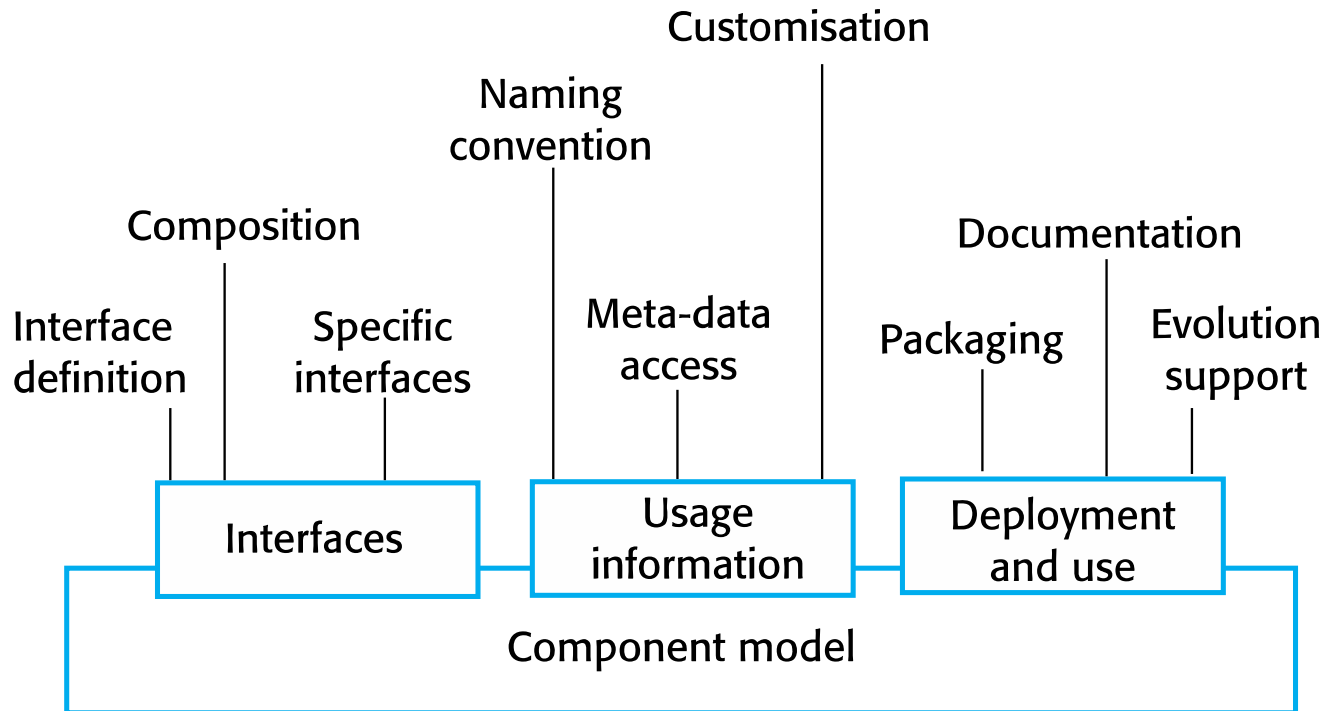 Customisation
Naming
convention
Composition
Documentation
Interface
definition
Specific
interfaces
Meta-data
access
Packaging
Evolution
support
Interfaces
Usage
information
Deployment
and use
Component model